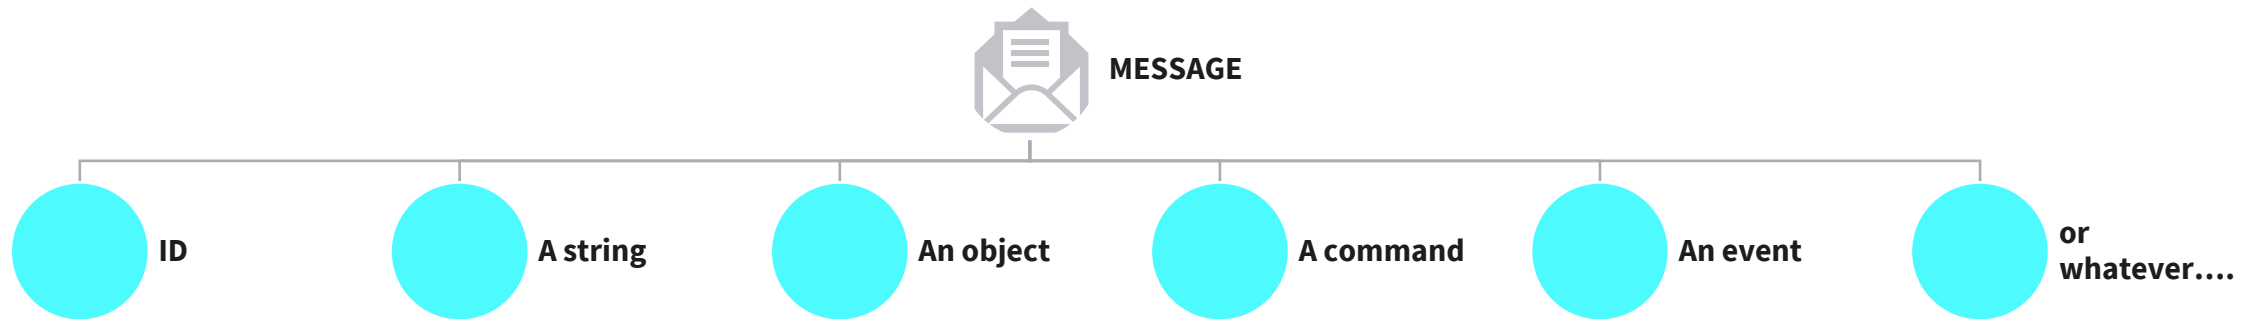 MESSAGE
ID
A string
An object
A command
An event
or
whatever....